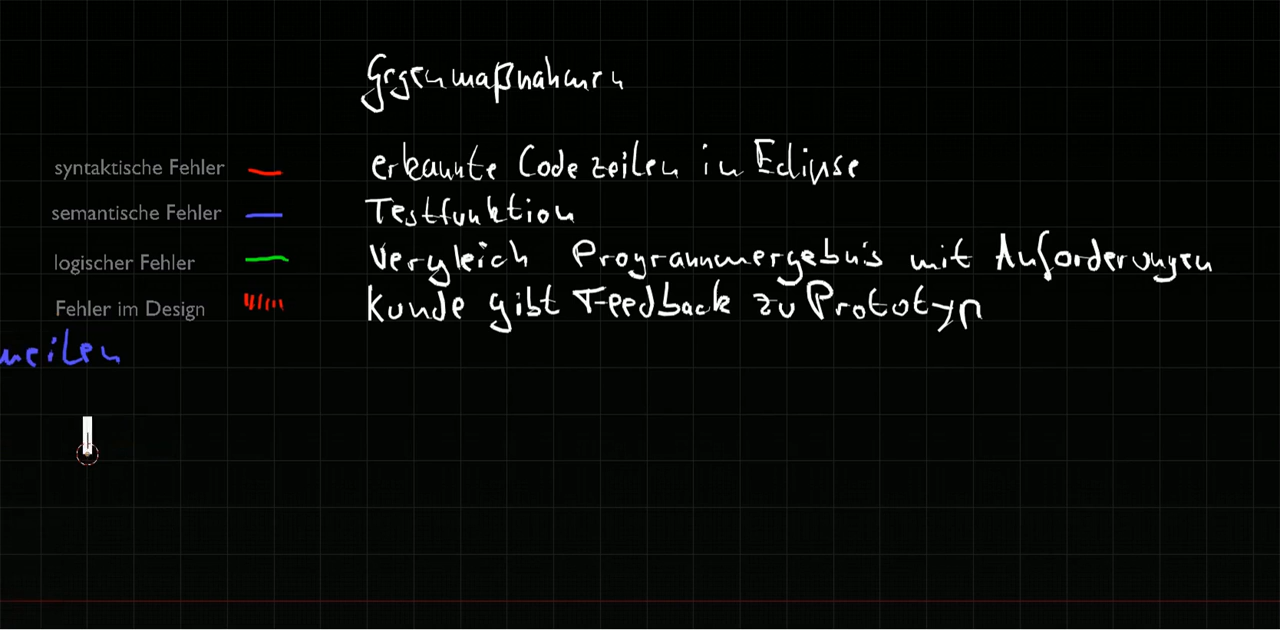 Gegenmaßnahmen
syntaktische Fehler erkannte Codezeilen in Eclipse
semantische Fehler Testfunktion
logischer Fehler Vergleich Programmergebnis mit Anforderungen
Fehler im Design Kunde gibt Feedback zu Prototyp
meilen